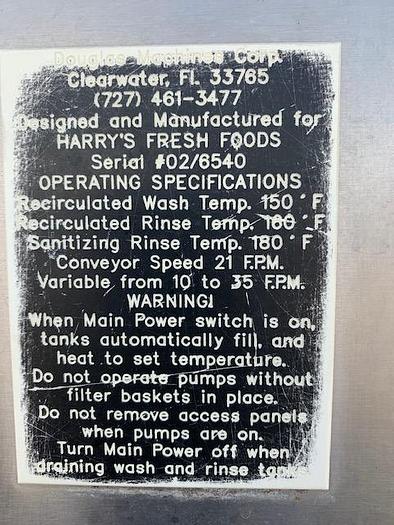 Douglas Machines Corp.
Clearwater, Fl. 33765
(727) 461-3477
Designed and Manufactured for
HARRY'S FRESH FOODS
Serial #02/6540
OPERATING SPECIFICATIONS
Recirculated Wash Temp. 150 ° F
Recirculated Rinse Temp. 160 ° F
Sanitizing Rinse Temp. 180 ° F
Conveyor Speed 21 F.P.M.
Variable from 10 to 35 F.P.M.
WARNING!
When Main Power switch is on,
tanks automatically fill, and
heat to set temperature.
Do not operate pumps without
filter baskets in place.
Do not remove access panels
when pumps are on.
Turn Main Power off when
draining wash and rinse tanks